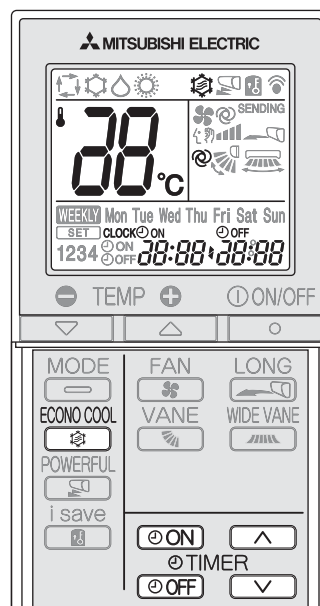 MITSUBISHI ELECTRIC
SENDING
88°C
WEEKLY Mon Tue Wed Thu Fri Sat Sun
SET CLOCK ON OFF
1234 ON OFF 88:88 88:88
TEMP ON/OFF
MODE FAN LONG
ECONO COOL VANE WIDE VANE
POWERFUL
i save
ON
TIMER
OFF